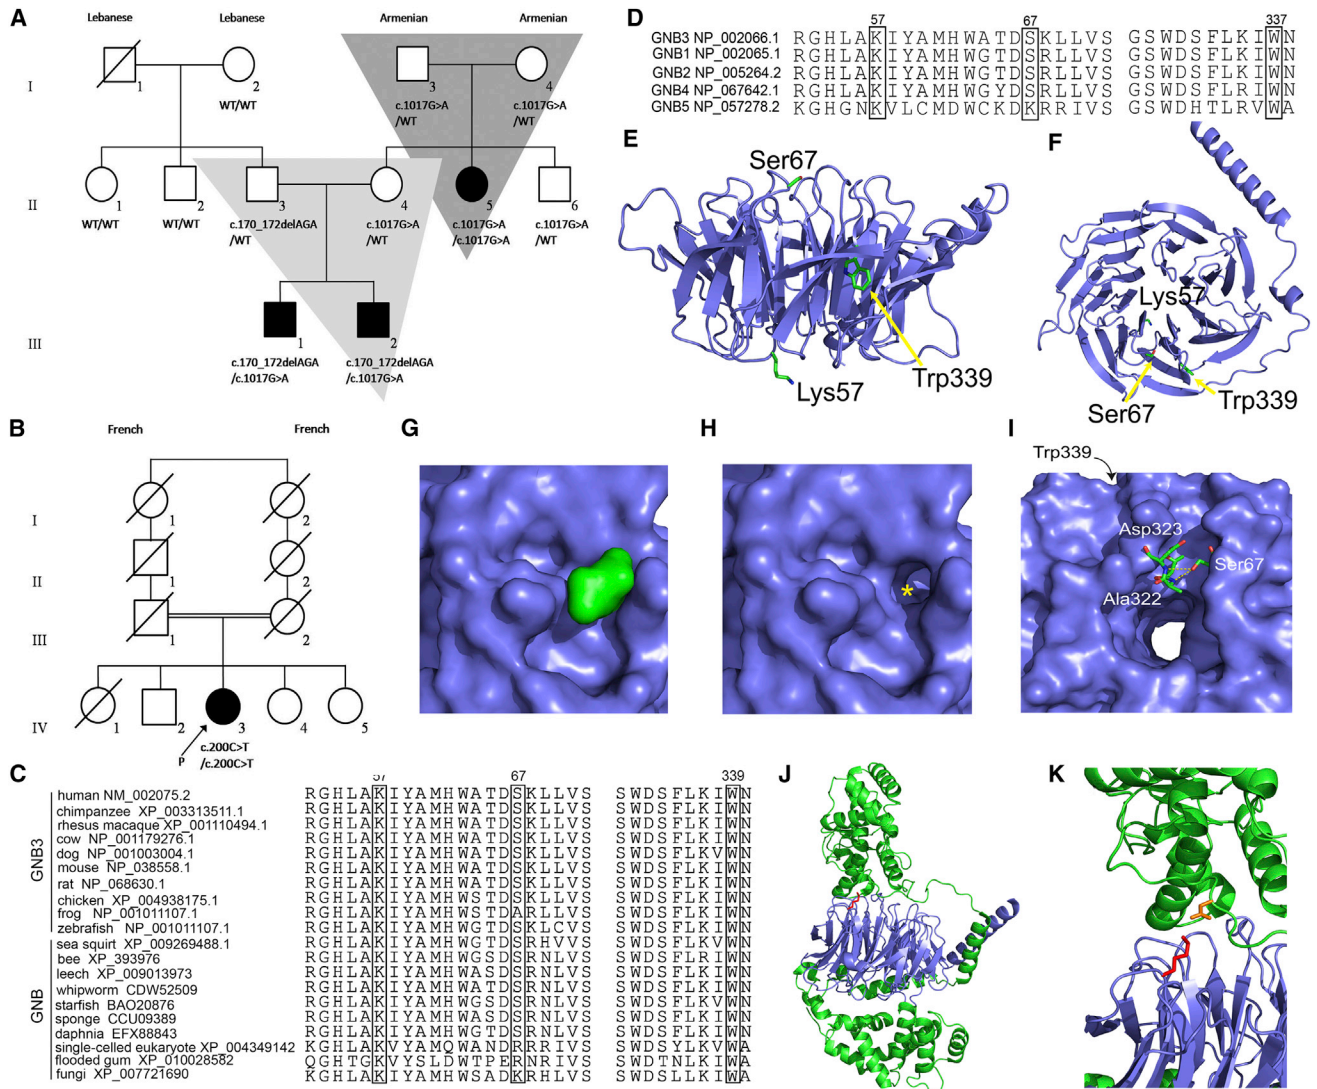 A
Lebanese Lebanese Armenian Armenian
I
1 2 3 4
WT/WT c.1017G>A c.1017G>A
/WT /WT
II
1 2 3 4 5 6
WT/WT WT/WT c.170_172delAGA c.1017G>A c.1017G>A c.1017G>A
/WT /WT /c.1017G>A /WT
III
1 2
c.170_172delAGA c.170_172delAGA
/c.1017G>A /c.1017G>A
B
French French
I
1 2
II
1 2
III
1 2
IV
1 2 3 4 5
P
c.200C>T
/c.200C>T
C
57 67 339
GNB3
human NM_002075.2 RGHLAKIYAMHWATDSKLLVS SWDSFLKIWN
chimpanzee XP_003313511.1 RGHLAKIYAMHWATDSKLLVS SWDSFLKIWN
rhesus macaque XP_001110494.1 RGHLAKIYAMHWATDSKLLVS SWDSFLKIWN
cow NP_001179276.1 RGHLAKIYAMHWATDSKLLVS SWDSFLKVWN
dog NP_001003004.1 RGHLAKIYAMHWATDSKLLVS SWDSFLKVWN
mouse NP_038558.1 RGHLAKIYAMHWATDSKLLVS SWDSFLKIWN
rat NP_068630.1 RGHLAKIYAMHWATDSKLLVS SWDSFLKIWN
chicken XP_004938175.1 RGHLAKIYAMHWSTDSKLLVS SWDSFLKIWN
frog NP_001011107.1 RGHLAKIYAMHWSTDARLLVS SWDSFLKIWN
zebrafish NP_001011107.1 RGHLAKIYAMHWGTDSKLCVS SWDSFLKIWN
GNB
sea squirt XP_009269488.1 RGHLAKIYAMHWGTDSRHVVS SWDSFLKVWN
bee XP_393976 RGHLAKIYAMHWGSDSRNLVS SWDSFLRIWN
leech XP_009013973 RGHLAKIYAMHWASDSRNLVS SWDSFLKIWN
whipworm CDW52509 RGHLAKIYAMHWGSDSRNLVS SWDSFLKIWN
starfish BAO20876 RGHLAKIYAMHWGSDSRNLVS SWDSFLKVWN
sponge CCU09389 RGHLAKIYAMHWSSDSRNLVS SWDSFLKIWN
daphnia EFX88843 RGHLAKIYAMHWGTDSRNLVS SWDSFLKIWN
single-celled eukaryote XP_004349142 RGHLAKVYAMQWANDRRNIVS SWDSYLKVWA
flooded gum XP_010028582 QGHTGKVYSLDWTPERNRIVS SWDTNLKIWA
fungi XP_007721690 KGHLAKIYAMHWSADKRHLVS SWDSLLKIWA
D
57 67 337
GNB3 NP_002066.1 RGHLAKIYAMHWATDSKLLVS GSWDSFLKIWN
GNB1 NP_002065.1 RGHLAKIYAMHWGTDSRLLVS GSWDSFLKIWN
GNB2 NP_005264.2 RGHLAKIYAMHWGTDSRLLVS GSWDSFLKIWN
GNB4 NP_067642.1 RGHLAKIYAMHWGYDSRLLVS GSWDSFLKIWN
GNB5 NP_057278.2 KGHGNKVLCMDWCKDKRRIVS GSWDHTLRVWA
E
Ser67
Lys57
Trp339
F
Lys57
Ser67
Trp339
G
H
*
I
Trp339
Asp323
Ser67
Ala322
J
K